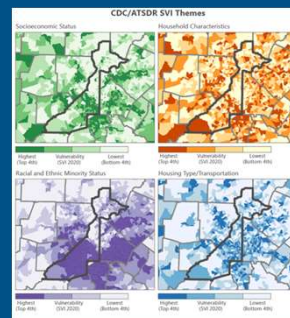 CDC/ATSDR SVI Themes
Socioeconomic Status
Household Characteristics
Highest (Top 4th)
Vulnerability (SVI 2020)
Lowest (Bottom 4th)
Highest (Top 4th)
Vulnerability (SVI 2020)
Lowest (Bottom 4th)
Racial and Ethnic Minority Status
Housing Type/Transportation
Highest (Top 4th)
Vulnerability (SVI 2020)
Lowest (Bottom 4th)
Highest (Top 4th)
Vulnerability (SVI 2020)
Lowest (Bottom 4th)